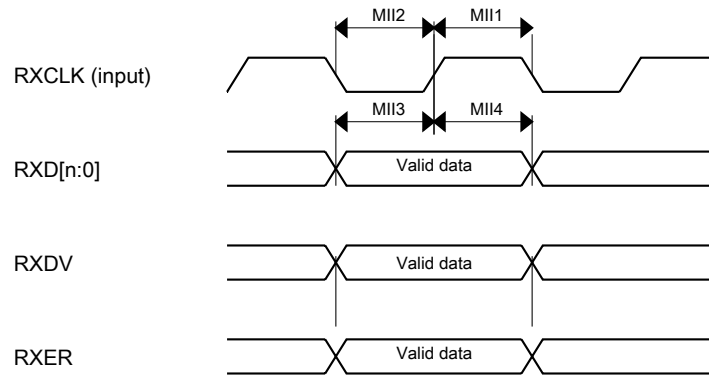 MII2 MII1
RXCLK (input)
MII3 MII4
RXD[n:0] Valid data
RXDV Valid data
RXER Valid data